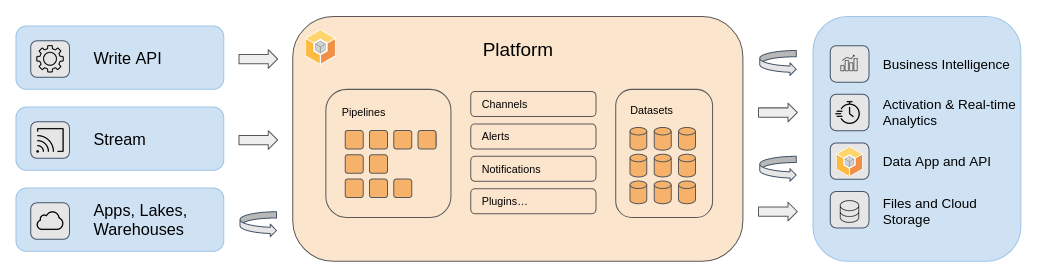 Write API
Stream
Apps, Lakes,
Warehouses
Platform
Pipelines
Channels
Alerts
Notifications
Plugins...
Datasets
Business Intelligence
Activation & Real-time
Analytics
Data App and API
Files and Cloud
Storage